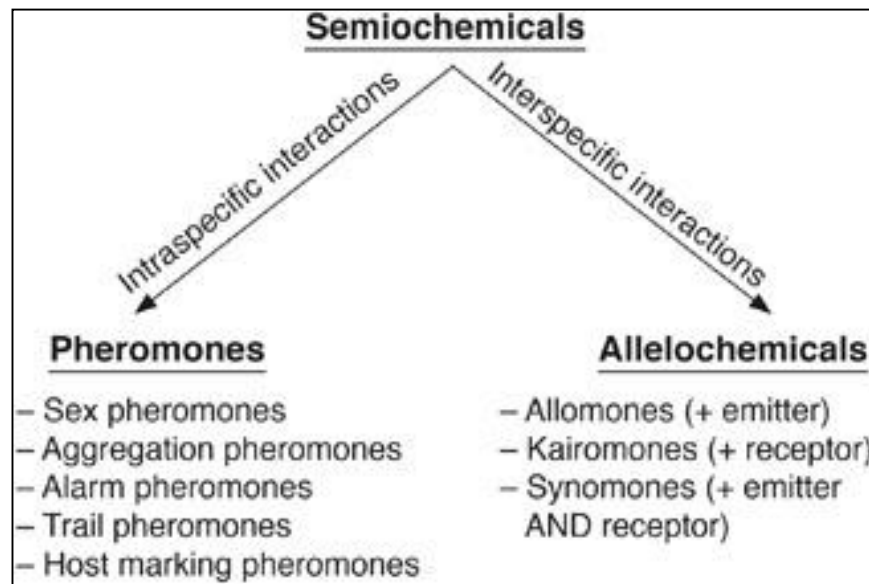 Semiochemicals
Intraspecific interactions
Interspecific interactions
Pheromones
– Sex pheromones
– Aggregation pheromones
– Alarm pheromones
– Trail pheromones
– Host marking pheromones
Allelochemicals
– Allomones (+ emitter)
– Kairomones (+ receptor)
– Synomones (+ emitter
AND receptor)